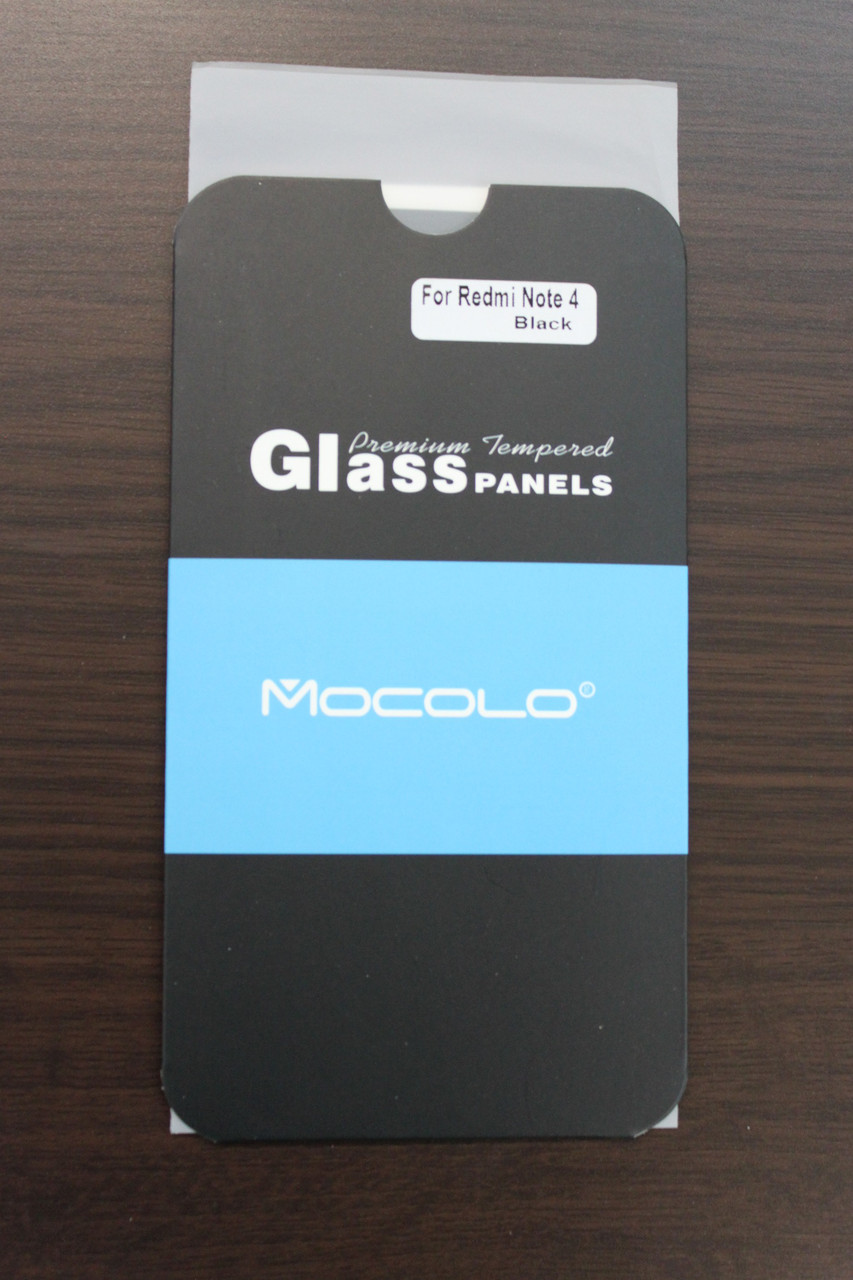 For Redmi Note 4
Black
Premium Tempered
Glass PANELS
MOCOLO®